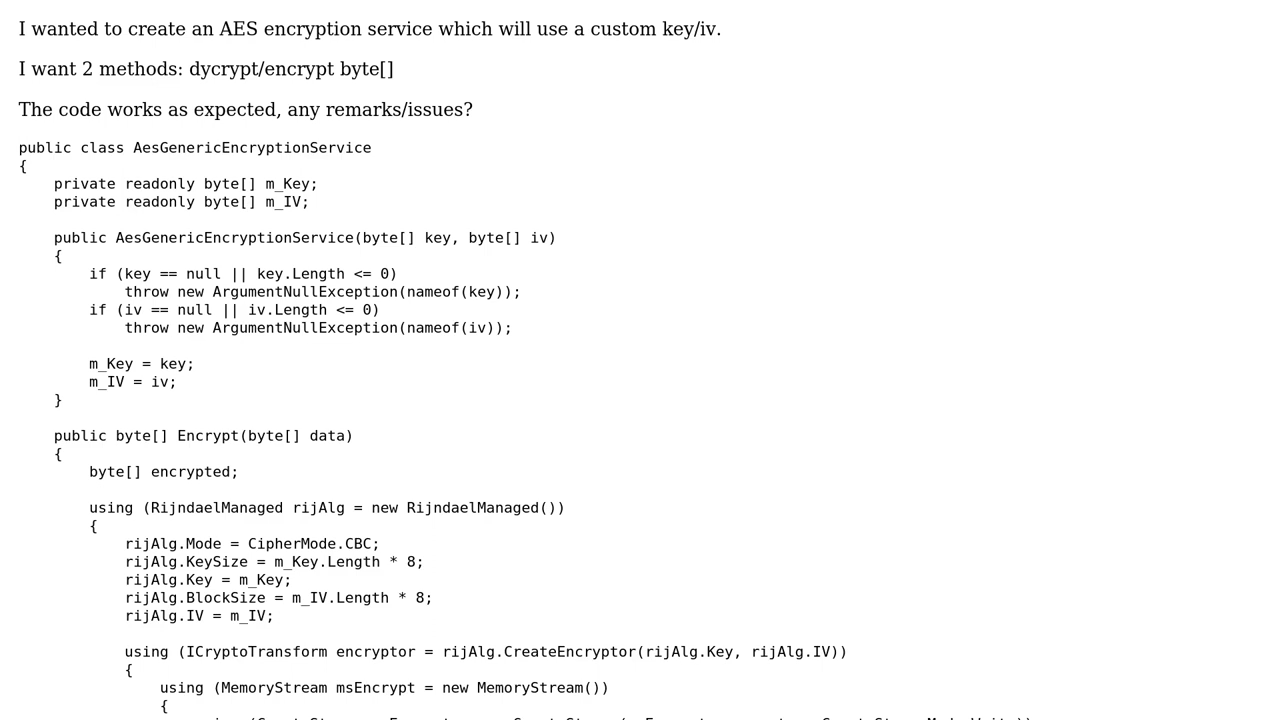 I wanted to create an AES encryption service which will use a custom key/iv.
I want 2 methods: dycrypt/encrypt byte[]
The code works as expected, any remarks/issues?
public class AesGenericEncryptionService
{
    private readonly byte[] m_Key;
    private readonly byte[] m_IV;

    public AesGenericEncryptionService(byte[] key, byte[] iv)
    {
        if (key == null || key.Length <= 0)
            throw new ArgumentNullException(nameof(key));
        if (iv == null || iv.Length <= 0)
            throw new ArgumentNullException(nameof(iv));

        m_Key = key;
        m_IV = iv;
    }

    public byte[] Encrypt(byte[] data)
    {
        byte[] encrypted;

        using (RijndaelManaged rijAlg = new RijndaelManaged())
        {
            rijAlg.Mode = CipherMode.CBC;
            rijAlg.KeySize = m_Key.Length * 8;
            rijAlg.Key = m_Key;
            rijAlg.BlockSize = m_IV.Length * 8;
            rijAlg.IV = m_IV;

            using (ICryptoTransform encryptor = rijAlg.CreateEncryptor(rijAlg.Key, rijAlg.IV))
            {
                using (MemoryStream msEncrypt = new MemoryStream())
                {